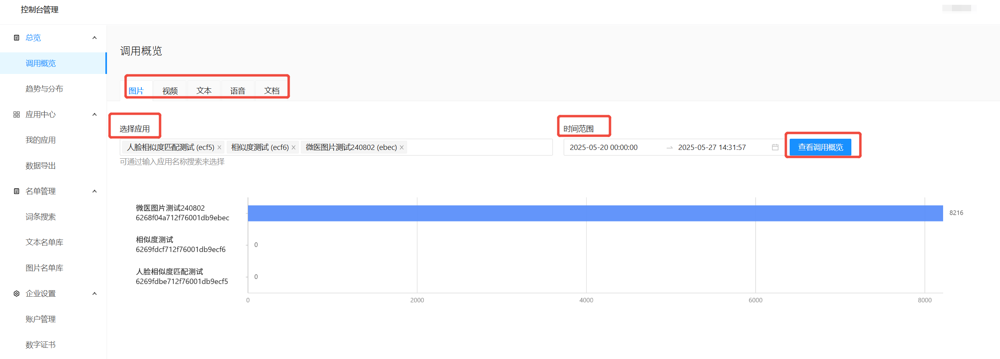 控制台管理
总览
调用概览
趋势与分布
应用中心
我的应用
数据导出
名单管理
词条搜索
文本名单库
图片名单库
企业设置
账户管理
数字证书
调用概览
图片 视频 文本 语音 文档
选择应用 时间范围
人脸相似度匹配测试 (ecf5) × 相似度测试 (ecf6) × 微医图片测试240802 (ebec) × 2025-05-20 00:00:00 → 2025-05-27 14:31:57 查看调用概览
可通过输入应用名称搜索来选择
微医图片测试240802
6268f04a712f76001db9ebec
8216
相似度测试
6269fdcf712f76001db9ecf6
0
人脸相似度匹配测试
6269fdbe712f76001db9ecf5
0
0 2000 4000 6000 8000